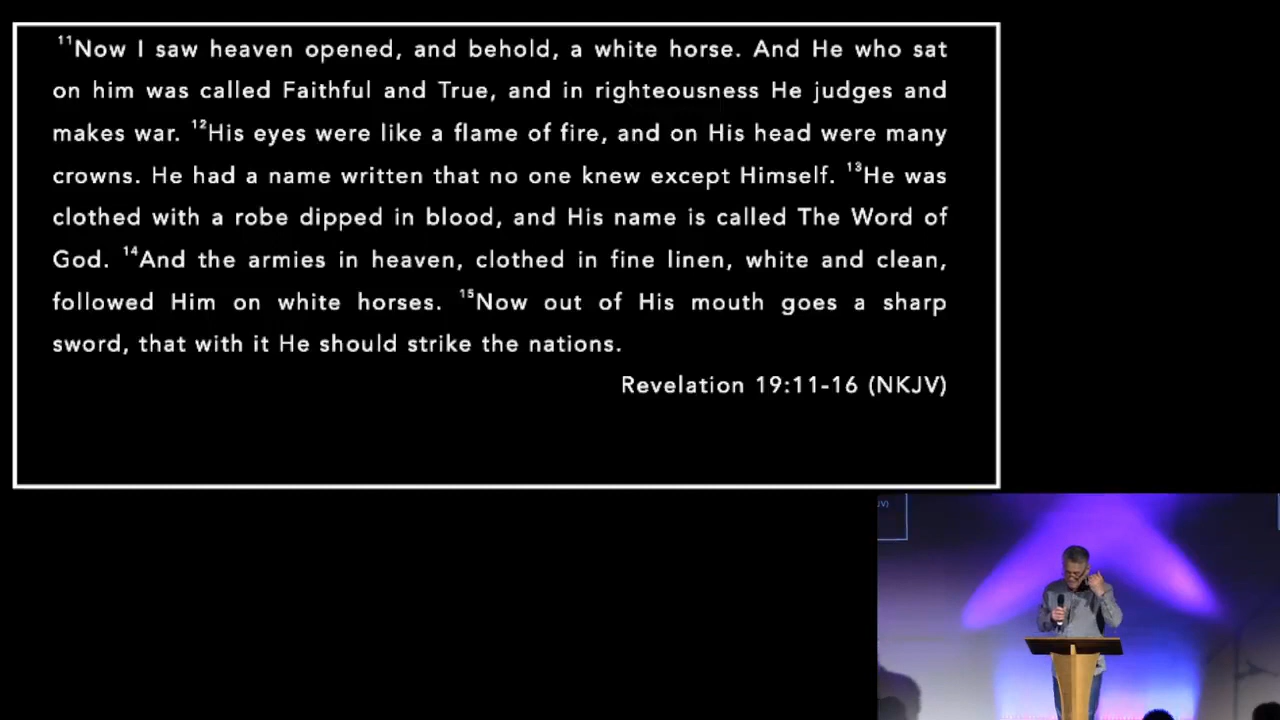 ¹¹Now I saw heaven opened, and behold, a white horse. And He who sat
on him was called Faithful and True, and in righteousness He judges and
makes war. ¹²His eyes were like a flame of fire, and on His head were many
crowns. He had a name written that no one knew except Himself. ¹³He was
clothed with a robe dipped in blood, and His name is called The Word of
God. ¹⁴And the armies in heaven, clothed in fine linen, white and clean,
followed Him on white horses. ¹⁵Now out of His mouth goes a sharp
sword, that with it He should strike the nations.
Revelation 19:11-16 (NKJV)
JV)